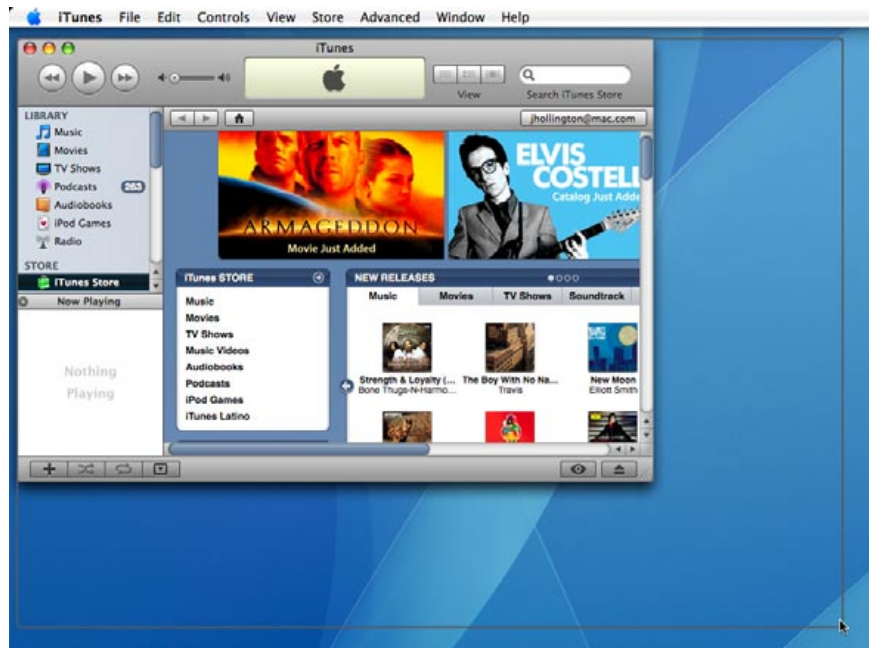 iTunes File Edit Controls View Store Advanced Window Help
iTunes
View
Search iTunes Store
jhollington@mac.com
LIBRARY
Music
Movies
TV Shows
Podcasts 263
Audiobooks
iPod Games
Radio
STORE
iTunes Store
Now Playing
Nothing
Playing
ARMAGEDDON
Movie Just Added
ELVIS
COSTELL
Catalog Just Adde
iTunes STORE
Music
Movies
TV Shows
Music Videos
Audiobooks
Podcasts
iPod Games
iTunes Latino
NEW RELEASES
Music Movies TV Shows Soundtrack
Strength & Loyalty (... The Boy With No Na... New Moon
Bone Thugs-N-Harmo... Travis Elliott Smith